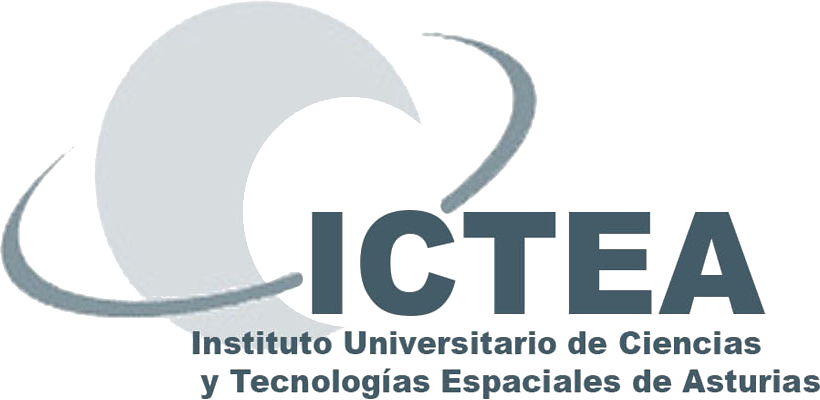 ICTEA
Instituto Universitario de Ciencias
y Tecnologías Espaciales de Asturias